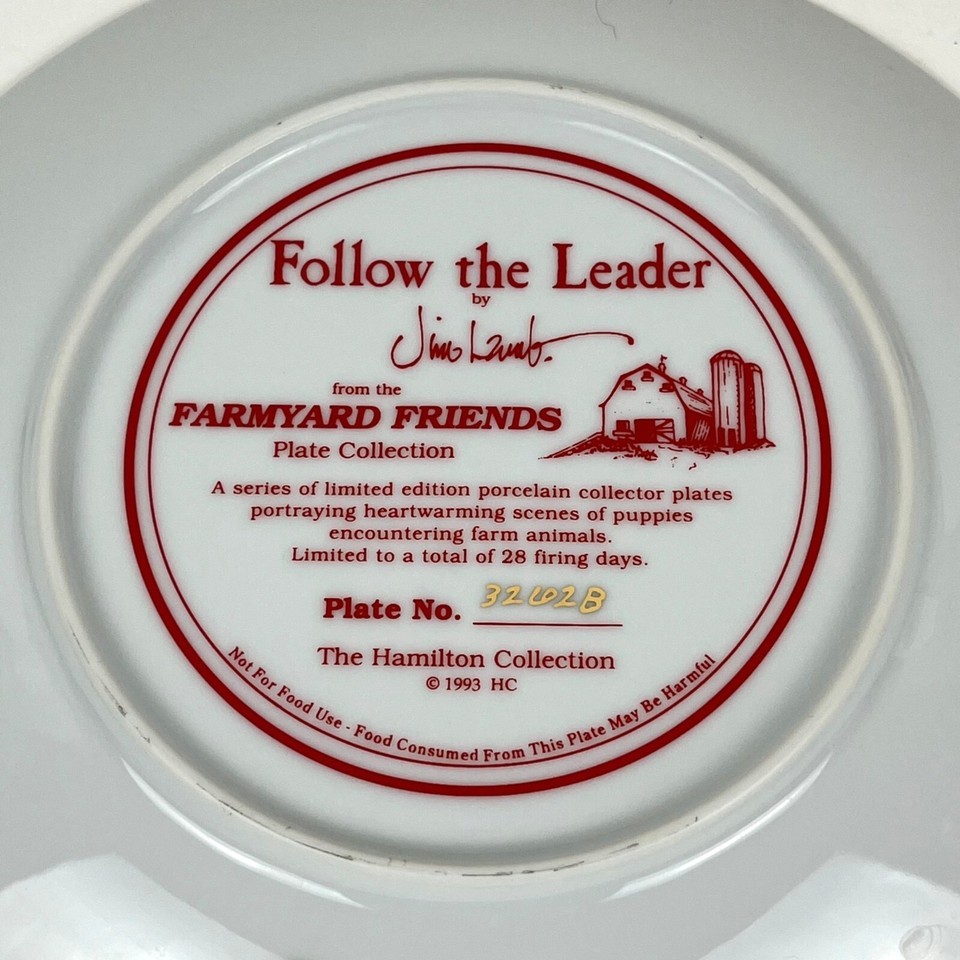 Follow the Leader
by
Jim Lamb
from the
FARMYARD FRIENDS
Plate Collection
A series of limited edition porcelain collector plates
portraying heartwarming scenes of puppies
encountering farm animals.
Limited to a total of 28 firing days.
Plate No. 3262B
The Hamilton Collection
© 1993 HC
Not For Food Use - Food Consumed From This Plate May Be Harmful